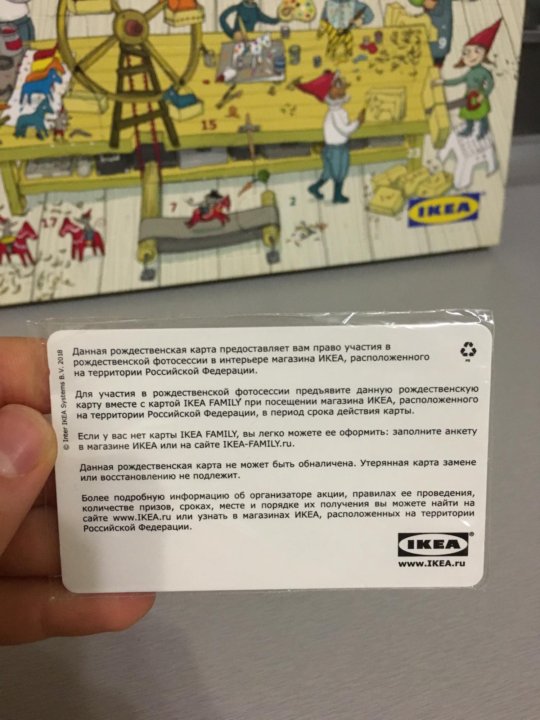 15
7
2
17
IKEA
© Inter IKEA Systems B.V. 2018
Данная рождественская карта предоставляет вам право участия в
рождественской фотосессии в интерьере магазина ИКЕА, расположенного
на территории Российской Федерации.
Для участия в рождественской фотосессии предъявите данную рождественскую
карту вместе с картой IKEA FAMILY при посещении магазина ИКЕА, расположенного
на территории Российской Федерации, в период срока действия карты.
Если у вас нет карты IKEA FAMILY, вы легко можете ее оформить: заполните анкету
в магазине ИКЕА или на сайте IKEA-FAMILY.ru.
Данная рождественская карта не может быть обналичена. Утерянная карта замене
или восстановлению не подлежит.
Более подробную информацию об организаторе акции, правилах ее проведения,
количестве призов, сроках, месте и порядке их получения вы можете найти на
сайте www.IKEA.ru или узнать в магазинах ИКЕА, расположенных на территории
Российской Федерации.
IKEA
www.IKEA.ru